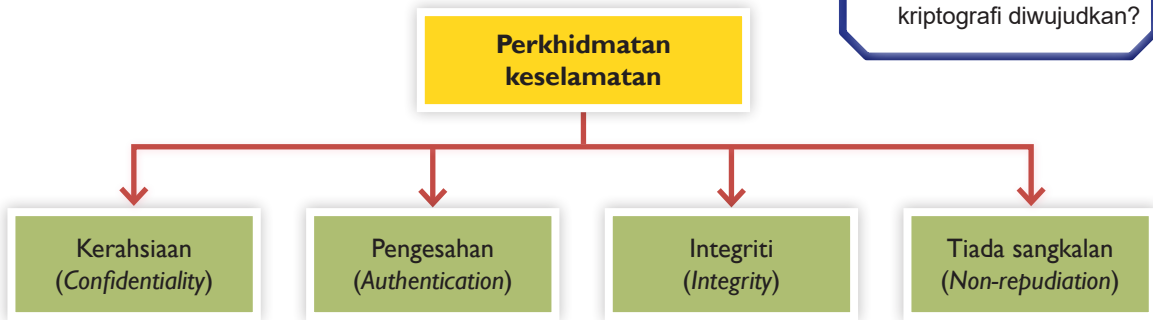 kriptografi diwujudkan?
Perkhidmatan
keselamatan
Kerahsiaan
(Confidentiality)
Pengesahan
(Authentication)
Integriti
(Integrity)
Tiada sangkalan
(Non-repudiation)